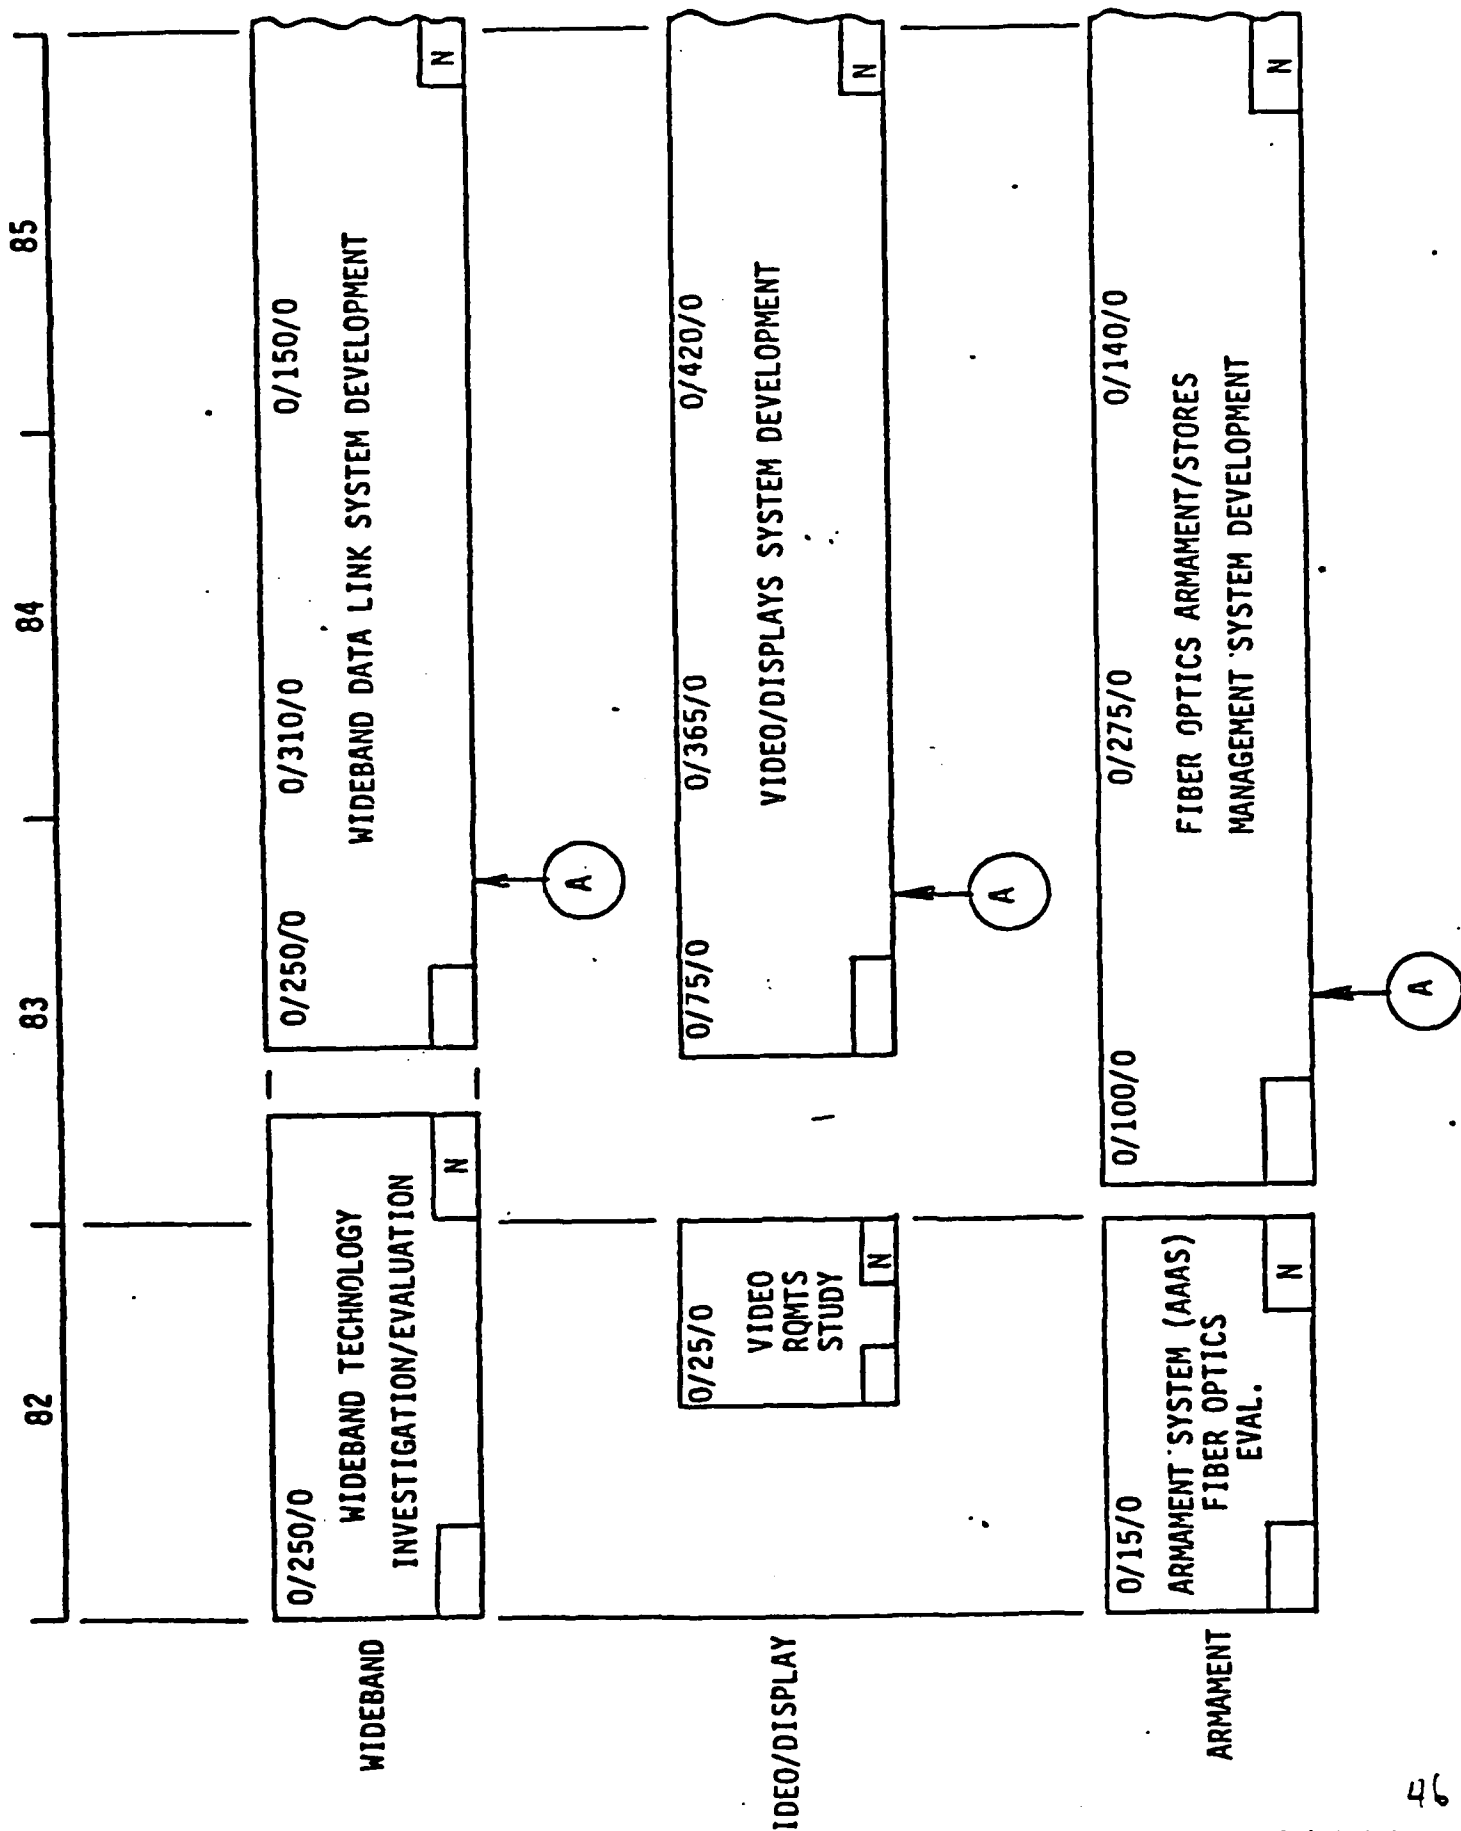 82 83 84 85
WIDEBAND
0/250/0
WIDEBAND TECHNOLOGY
INVESTIGATION/EVALUATION
N
0/250/0 0/310/0 0/150/0
WIDEBAND DATA LINK SYSTEM DEVELOPMENT
N
A
IDEO/DISPLAY
0/25/0
VIDEO
RQMTS
STUDY
N
0/75/0 0/365/0 0/420/0
VIDEO/DISPLAYS SYSTEM DEVELOPMENT
N
A
ARMAMENT
0/15/0
ARMAMENT SYSTEM (AAAS)
FIBER OPTICS
EVAL.
N
0/100/0 0/275/0 0/140/0
FIBER OPTICS ARMAMENT/STORES
MANAGEMENT SYSTEM DEVELOPMENT
N
A
46